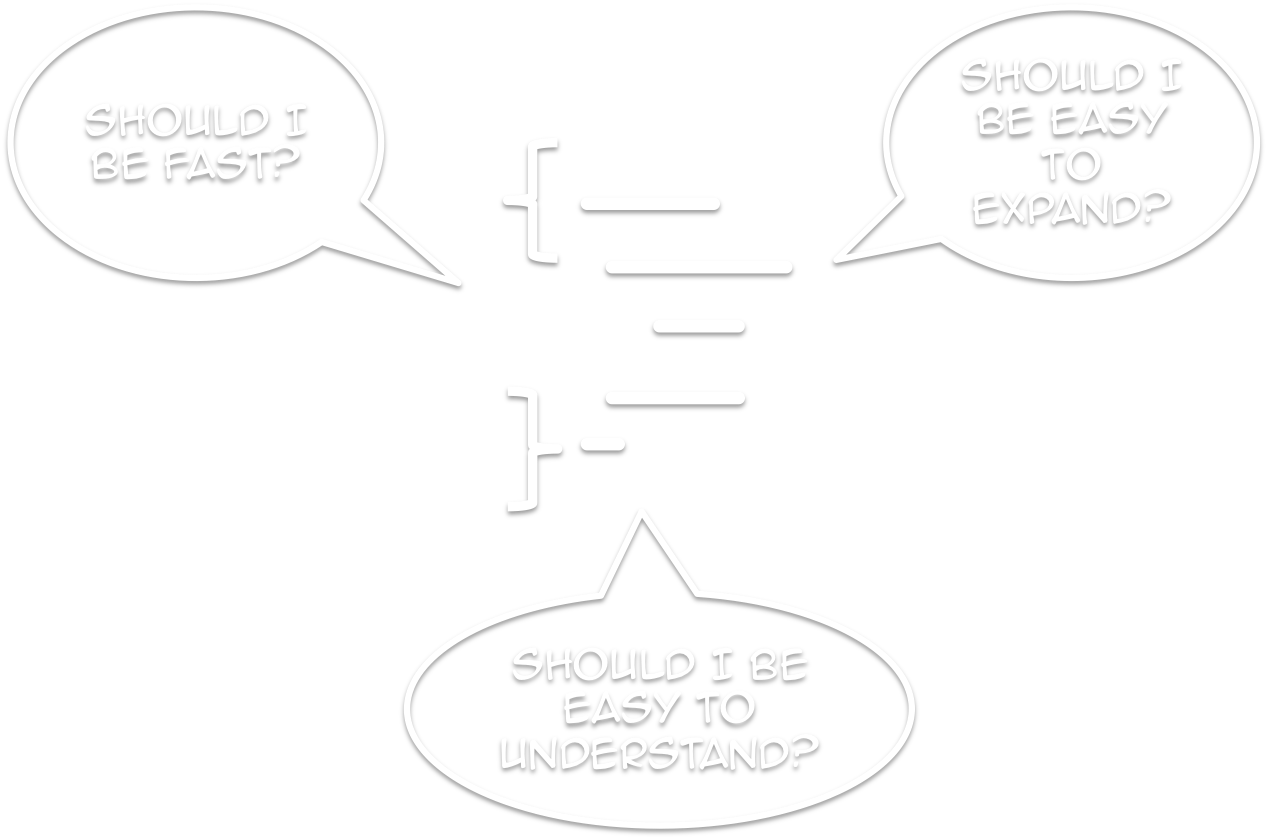 SHOULD I
BE FAST?
SHOULD I
BE EASY
TO
EXPAND?
{
}
SHOULD I BE
EASY TO
UNDERSTAND?